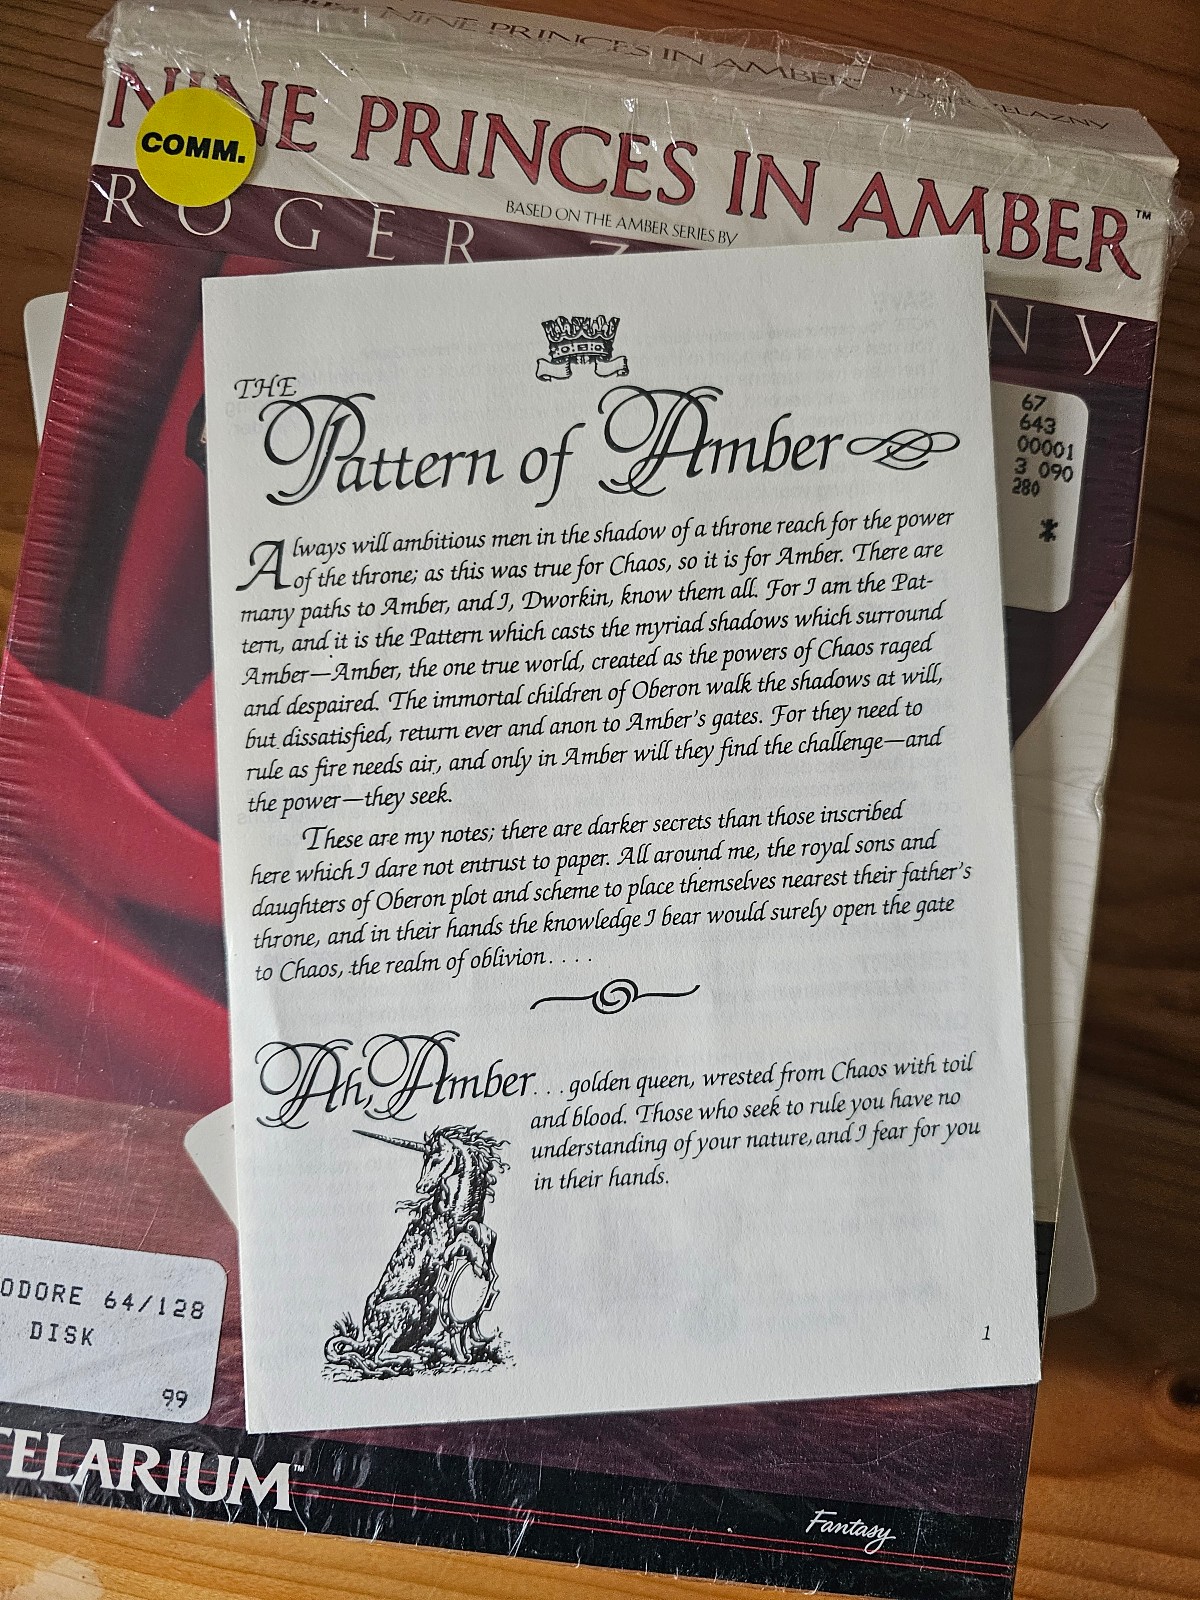 NINE PRINCES IN AMBER
ROGER ZELAZNY
NINE PRINCES IN AMBER™
COMM.
BASED ON THE AMBER SERIES BY
ROGER Z
NY
67
643
00001
3 090
280
*
THE
Pattern of Amber
Always will ambitious men in the shadow of a throne reach for the power
of the throne; as this was true for Chaos, so it is for Amber. There are
many paths to Amber, and I, Dworkin, know them all. For I am the Pat-
tern, and it is the Pattern which casts the myriad shadows which surround
Amber—Amber, the one true world, created as the powers of Chaos raged
and despaired. The immortal children of Oberon walk the shadows at will,
but dissatisfied, return ever and anon to Amber's gates. For they need to
rule as fire needs air, and only in Amber will they find the challenge—and
the power—they seek.
These are my notes; there are darker secrets than those inscribed
here which I dare not entrust to paper. All around me, the royal sons and
daughters of Oberon plot and scheme to place themselves nearest their father's
throne, and in their hands the knowledge I bear would surely open the gate
to Chaos, the realm of oblivion. . . .
Ah, Amber. . . golden queen, wrested from Chaos with toil
and blood. Those who seek to rule you have no
understanding of your nature, and I fear for you
in their hands.
1
ODORE 64/128
DISK
99
TELARIUM™
Fantasy